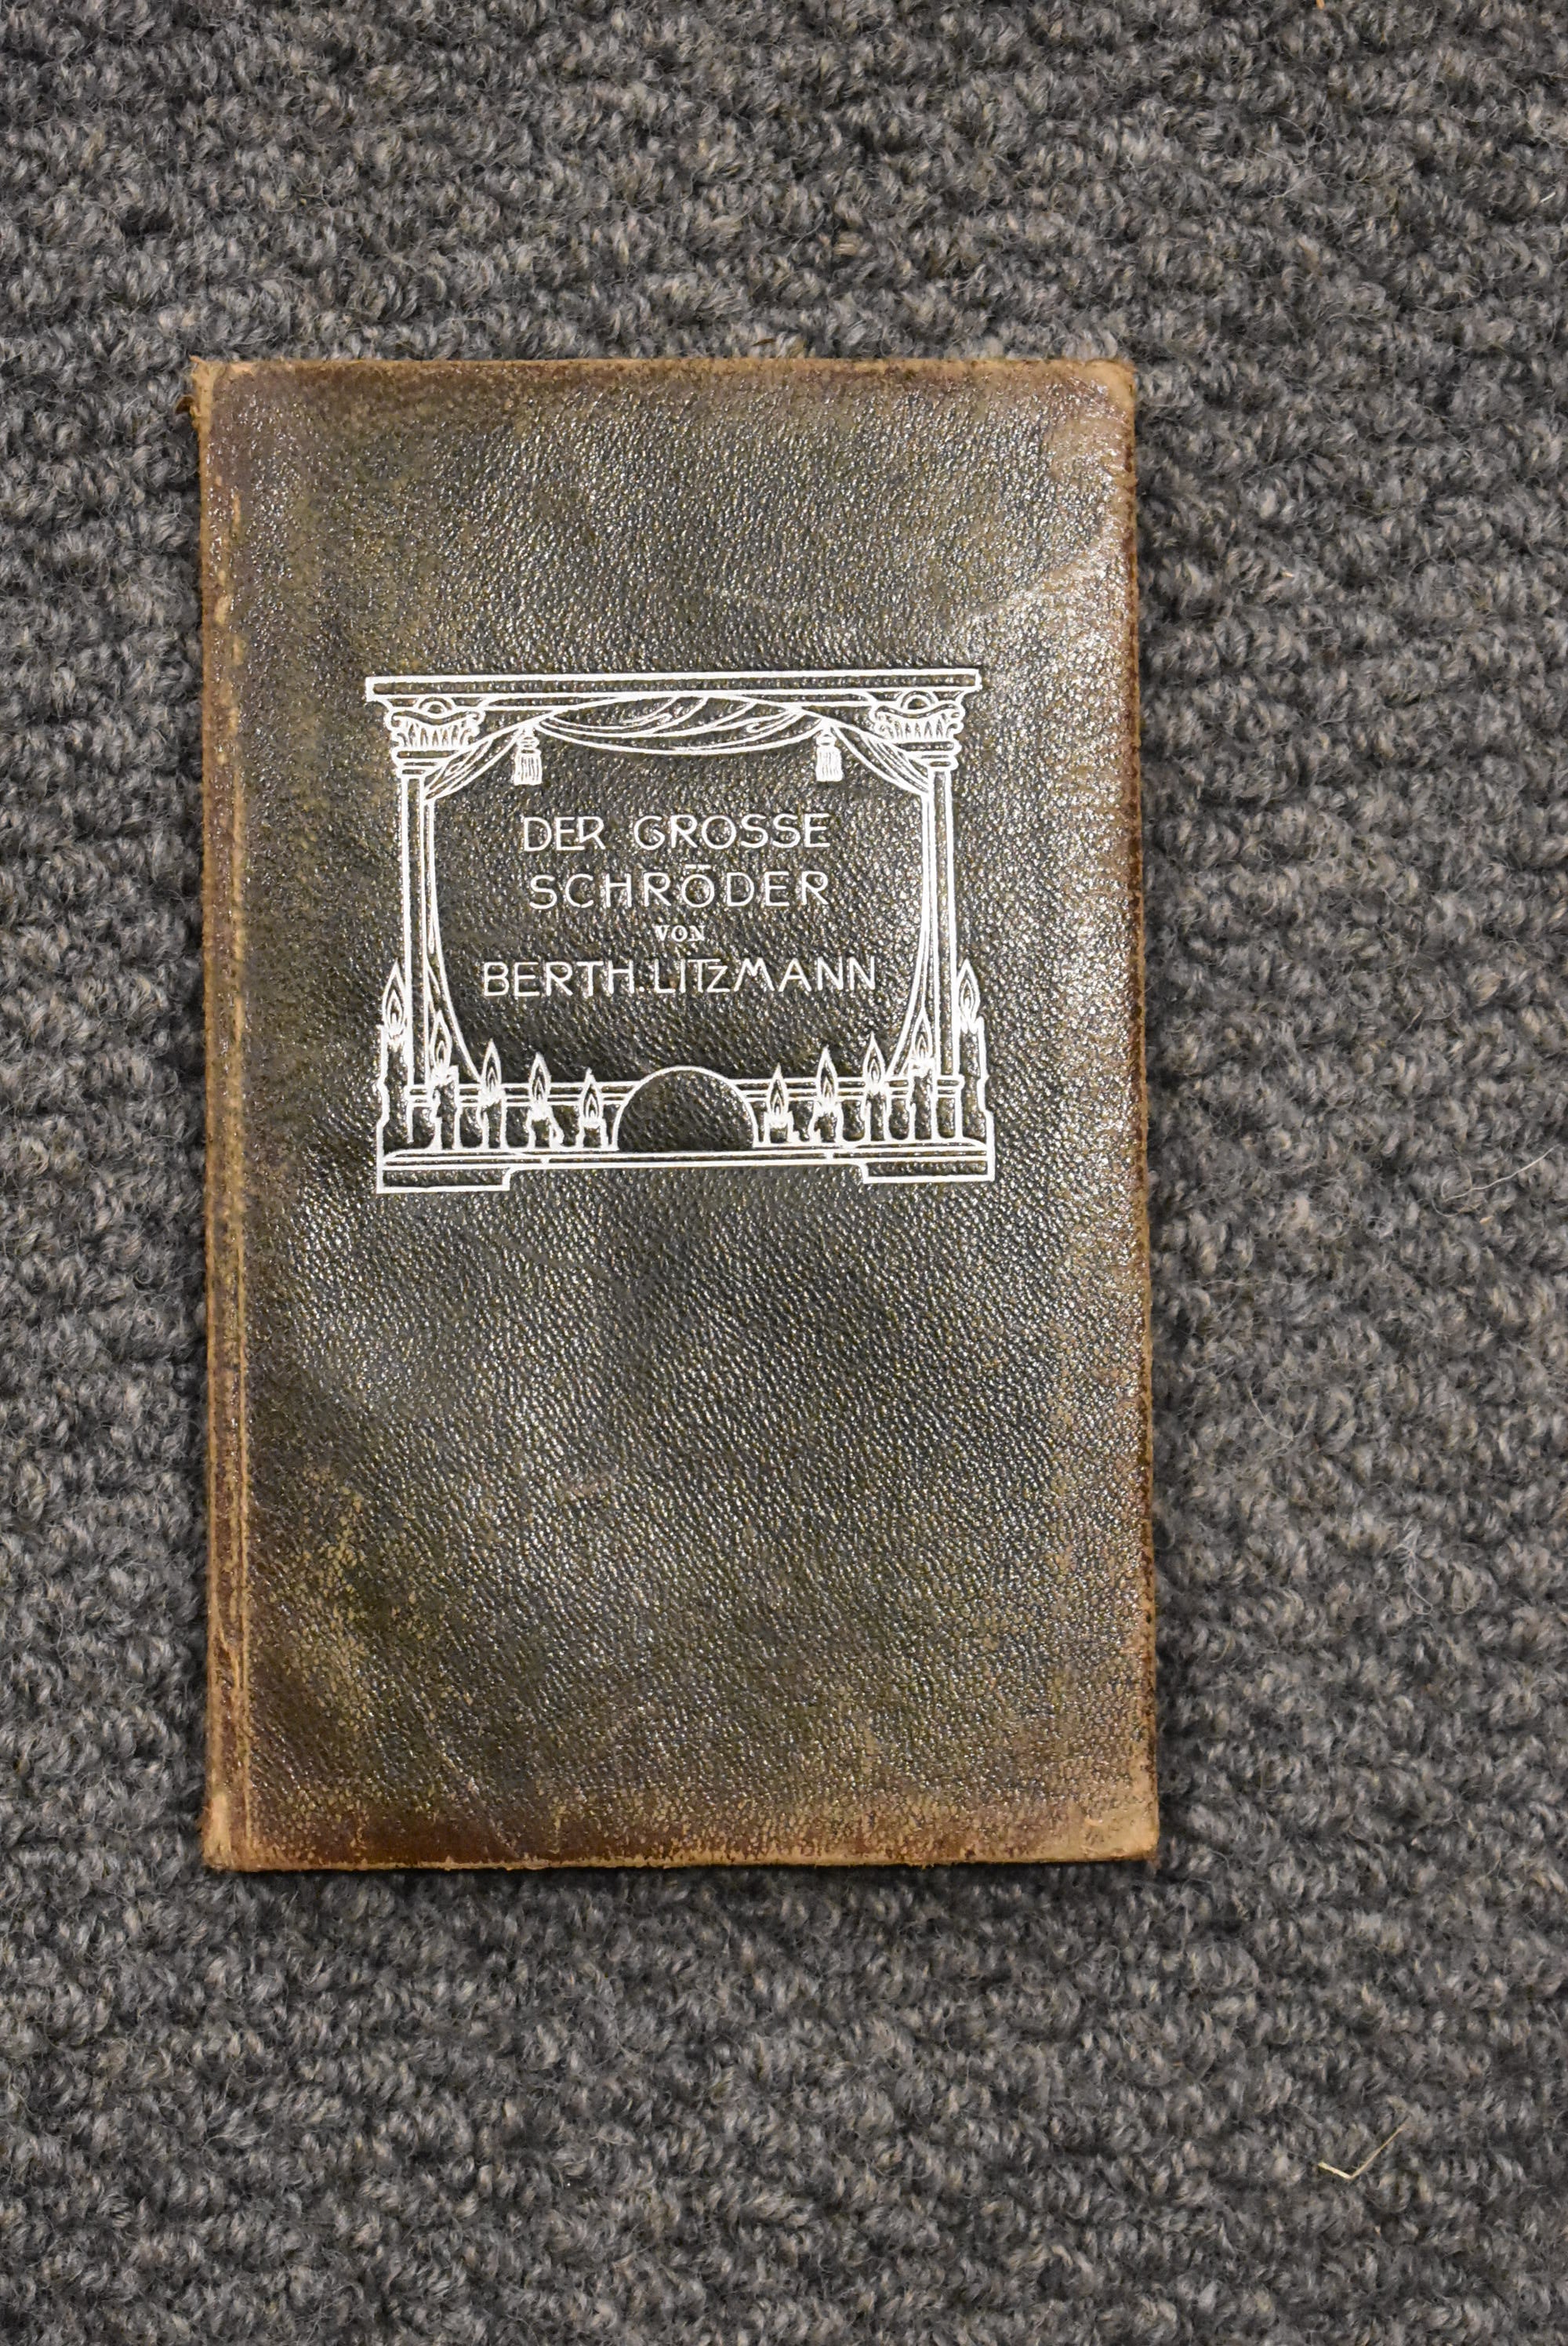 DER GROSSE
SCHRÖDER
VON
BERTH. LITZMANN